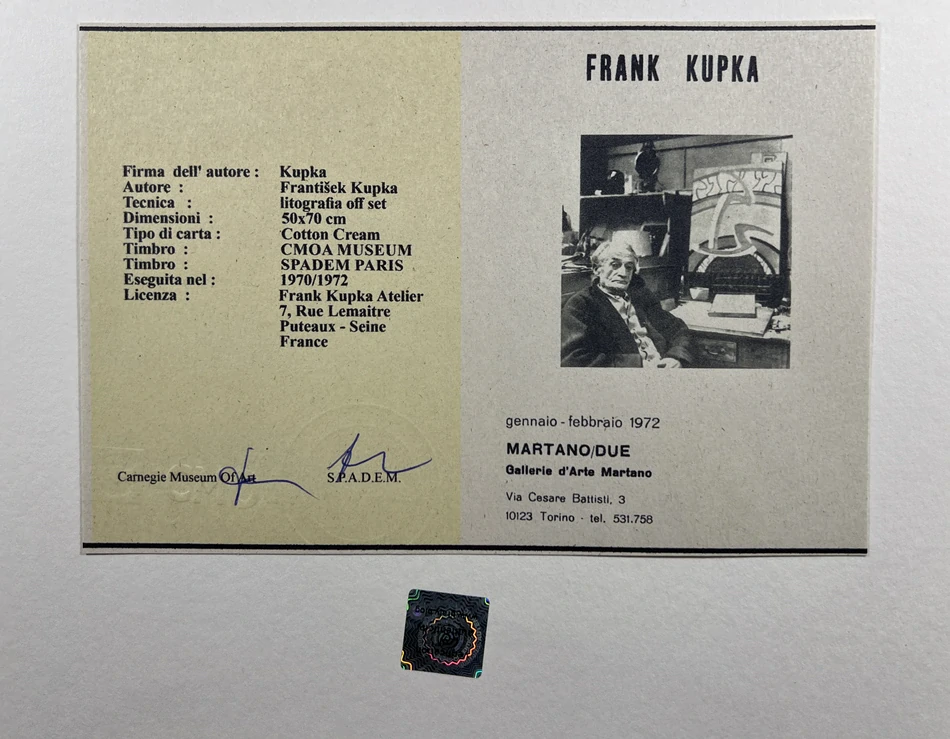 Firma dell' autore : Kupka
Autore : František Kupka
Tecnica : litografia off set
Dimensioni : 50x70 cm
Tipo di carta : Cotton Cream
Timbro : CMOA MUSEUM
Timbro : SPADEM PARIS
Eseguita nel : 1970/1972
Licenza : Frank Kupka Atelier
7, Rue Lemaitre
Puteaux - Seine
France
Carnegie Museum Of Art
S.P.A.D.E.M.
FRANK KUPKA
gennaio - febbraio 1972
MARTANO/DUE
Gallerie d'Arte Martano
Via Cesare Battisti, 3
10123 Torino - tel. 531.758